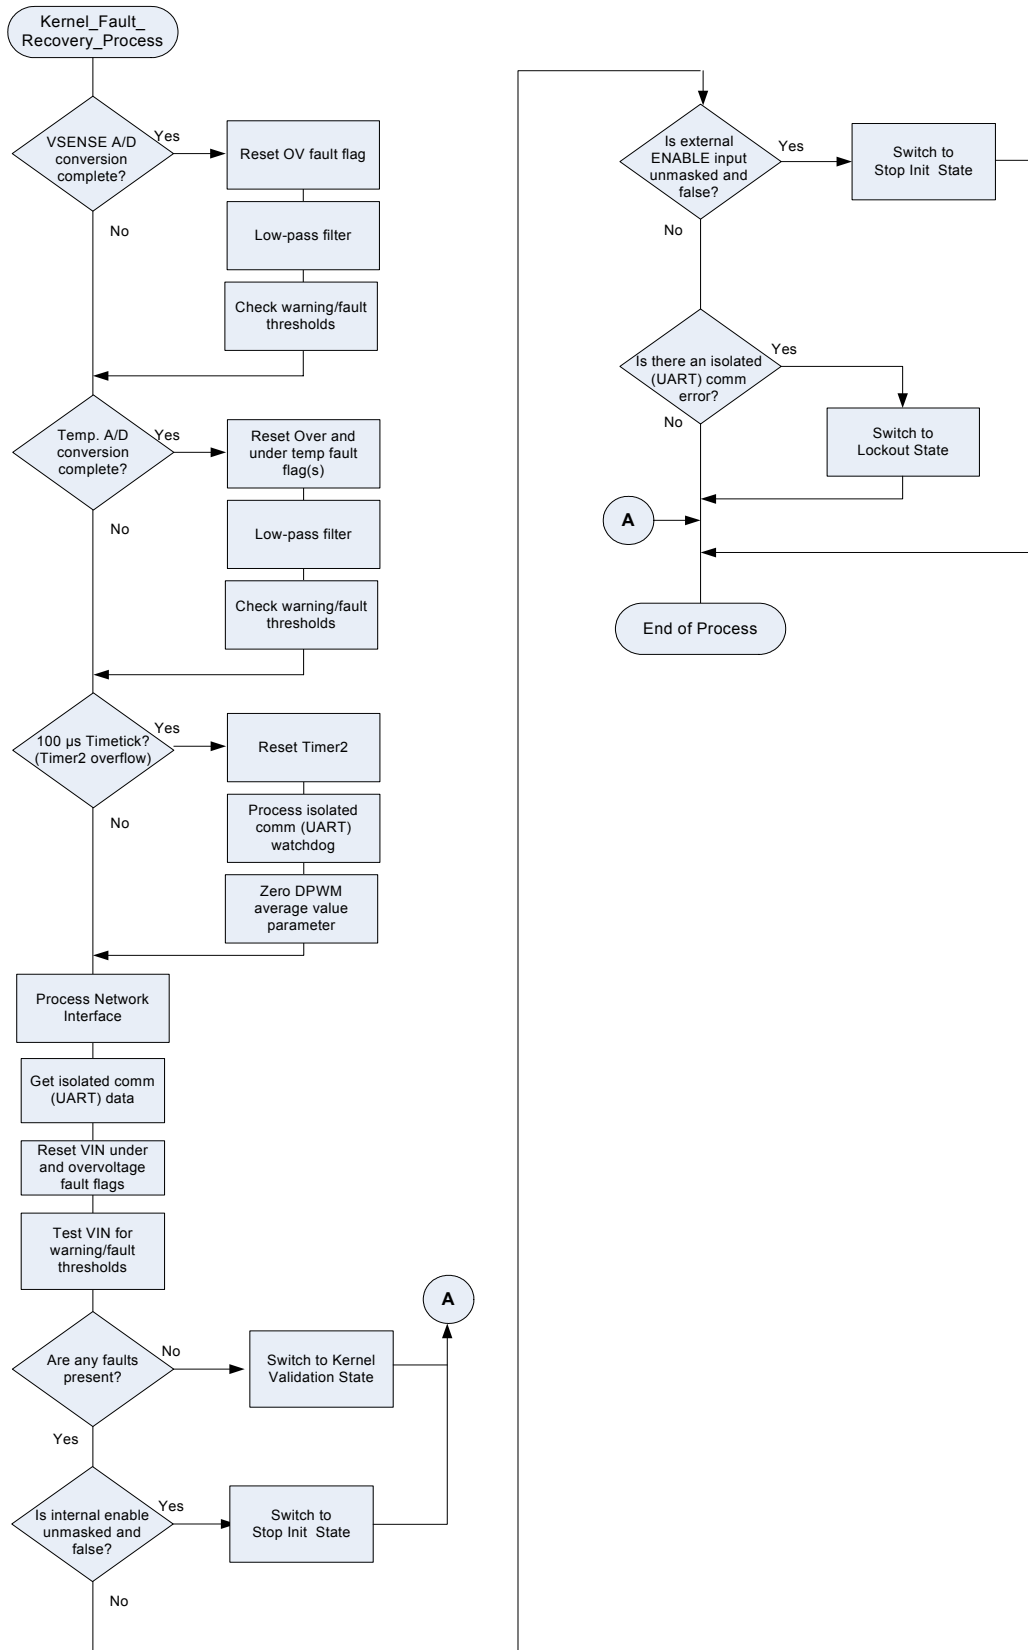 Kernel_Fault_
Recovery_Process
VSENSE A/D
conversion
complete?
Yes
Reset OV fault flag
No
Low-pass filter
Check warning/fault
thresholds
Temp. A/D
conversion
complete?
Yes
Reset Over and
under temp fault
flag(s)
No
Low-pass filter
Check warning/fault
thresholds
100 µs Timetick?
(Timer2 overflow)
Yes
Reset Timer2
No
Process isolated
comm (UART)
watchdog
Zero DPWM
average value
parameter
Process Network
Interface
Get isolated comm
(UART) data
Reset VIN under
and overvoltage
fault flags
Test VIN for
warning/fault
thresholds
Are any faults
present?
No
Switch to Kernel
Validation State
A
Yes
Is internal enable
unmasked and
false?
Yes
Switch to
Stop Init State
No
Is external
ENABLE input
unmasked and
false?
Yes
Switch to
Stop Init State
No
Is there an isolated
(UART) comm
error?
Yes
Switch to
Lockout State
No
A
End of Process